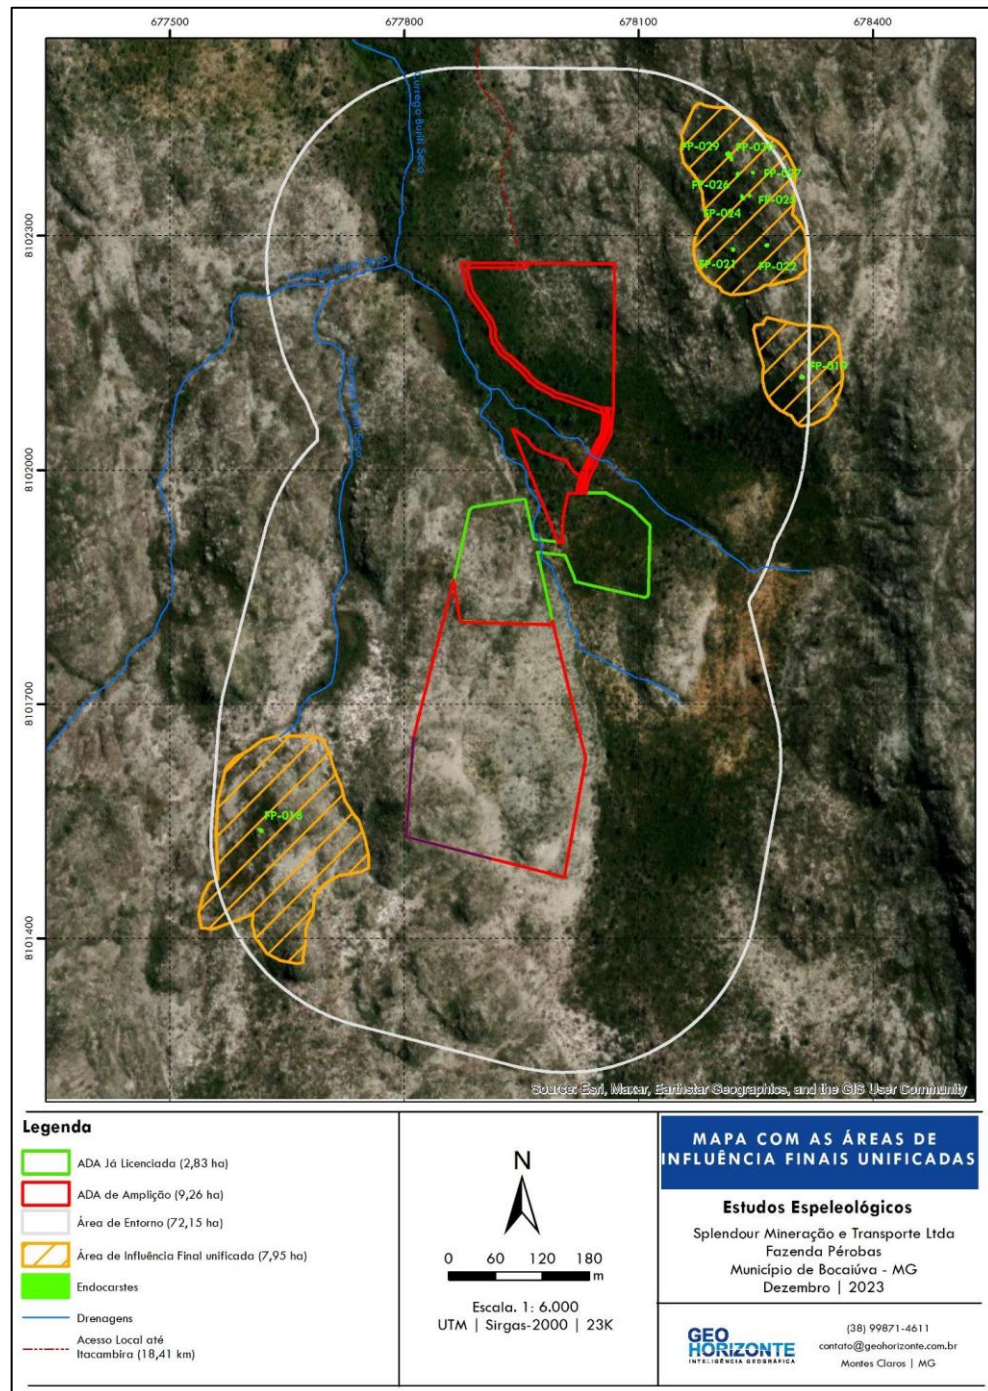 677500
677800
678100
678400
8102300
8102000
8101700
8101400
Córrego Buriti Seco
FP-029
FP-030
FP-026
FP-027
FP-024
FP-025
FP-021
FP-022
FP-019
FP-018
Source: Esri, Maxar, Earthstar Geographics, and the GIS User Community
Legenda
ADA Já Licenciada (2,83 ha)
ADA de Amplição (9,26 ha)
Área de Entorno (72,15 ha)
Área de Influência Final unificada (7,95 ha)
Endocarstes
Drenagens
Acesso Local até
Itacambira (18,41 km)
N
0 60 120 180
m
Escala. 1: 6.000
UTM | Sirgas-2000 | 23K
MAPA COM AS ÁREAS DE
INFLUÊNCIA FINAIS UNIFICADAS
Estudos Espeleológicos
Splendour Mineração e Transporte Ltda
Fazenda Pérobas
Município de Bocaiúva - MG
Dezembro | 2023
GEO
HORIZONTE
INTELIGÊNCIA GEOGRÁFICA
(38) 99871-4611
contato@geohorizonte.com.br
Montes Claros | MG